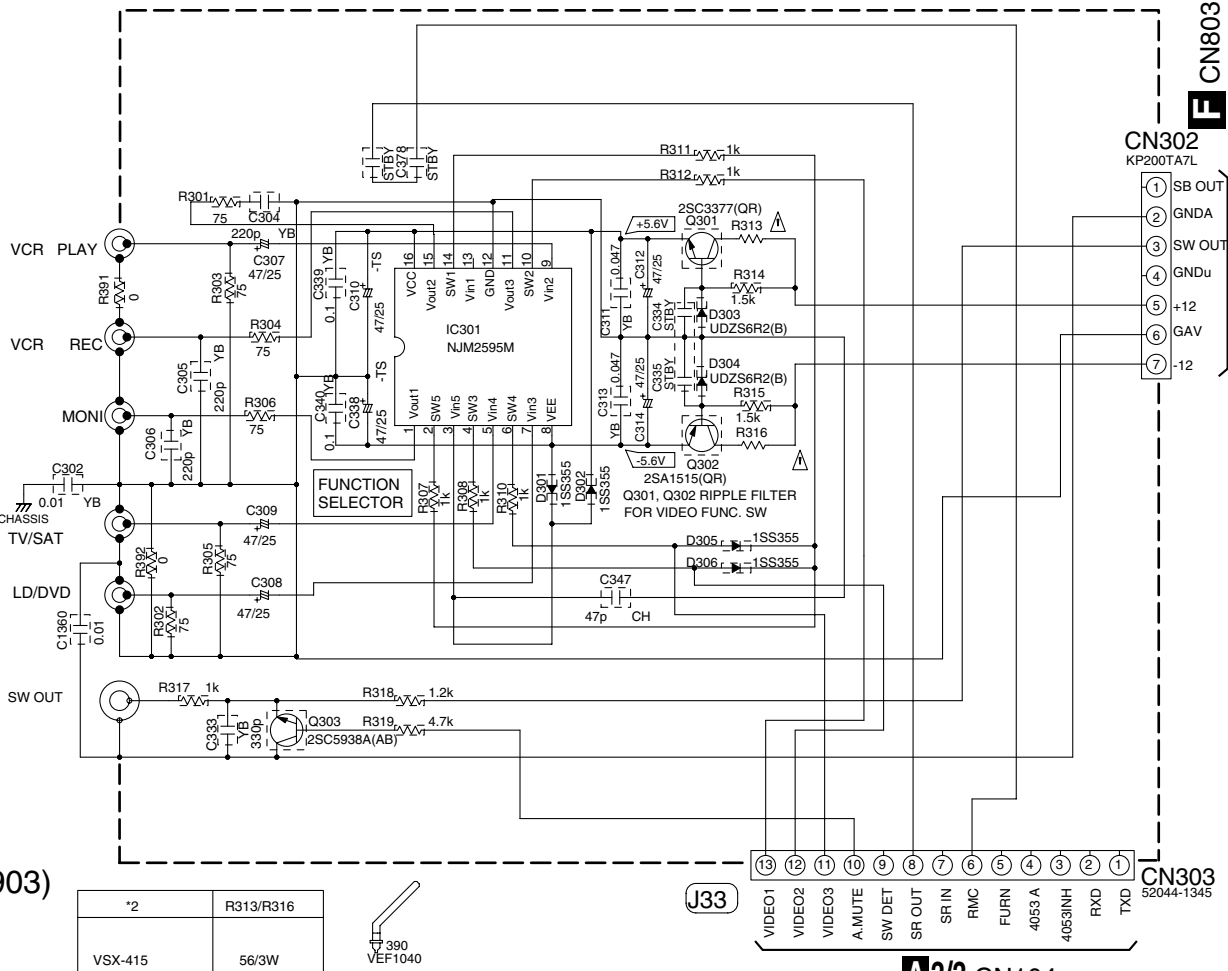 F CN803
CN302
KP200TA7L
1 SB OUT
2 GNDA
3 SW OUT
4 GNDu
5 +12
6 GAV
7 -12
STBY
C378
STBY
R311 1k
R312 1k
R301
75
C304
220p YB
VCR PLAY
C307
47/25
R391
0
R303
75
VCR REC
R304
75
C305
YB
220p
MONI
R306
75
C306
YB
220p
C302
0.01 YB
CHASSIS
TV/SAT
C309
47/25
R392
0
R305
75
LD/DVD
C308
47/25
R302
75
C1360
0.01
C339
YB
0.1
C310
-TS
47/25
C340
YB
0.1
C338
-TS
47/25
16 15 14 13 12 11 10 9
VCC Vout2 SW1 Vin1 GND Vout3 SW2 Vin2
IC301
NJM2595M
Vout1 SW5 Vin5 SW3 Vin4 SW4 Vin3 VEE
1 2 3 4 5 6 7 8
FUNCTION
SELECTOR
R307
1k
R308
1k
R310
1k
D301
1SS355
D302
1SS355
2SC3377(QR)
+5.6V
Q301
R313
0.047
C311
YB
C312
47/25
R314
1.5k
C334
STBY
D303
UDZS6R2(B)
D304
UDZS6R2(B)
C335
STBY
0.047
C313
YB
47/25
C314
R315
1.5k
R316
-5.6V
Q302
2SA1515(QR)
Q301, Q302 RIPPLE FILTER
FOR VIDEO FUNC. SW
D305 1SS355
D306 1SS355
C347
47p CH
SW OUT
R317 1k
R318 1.2k
C333
YB
330p
Q303
2SC5938A(AB)
R319 4.7k
J33
13 12 11 10 9 8 7 6 5 4 3 2 1
VIDEO1
VIDEO2
VIDEO3
A.MUTE
SW DET
SR OUT
SR IN
RMC
FURN
4053 A
4053INH
RXD
TXD
CN303
52044-1345
903)
*2 R313/R316
VSX-415 56/3W
390
VEF1040